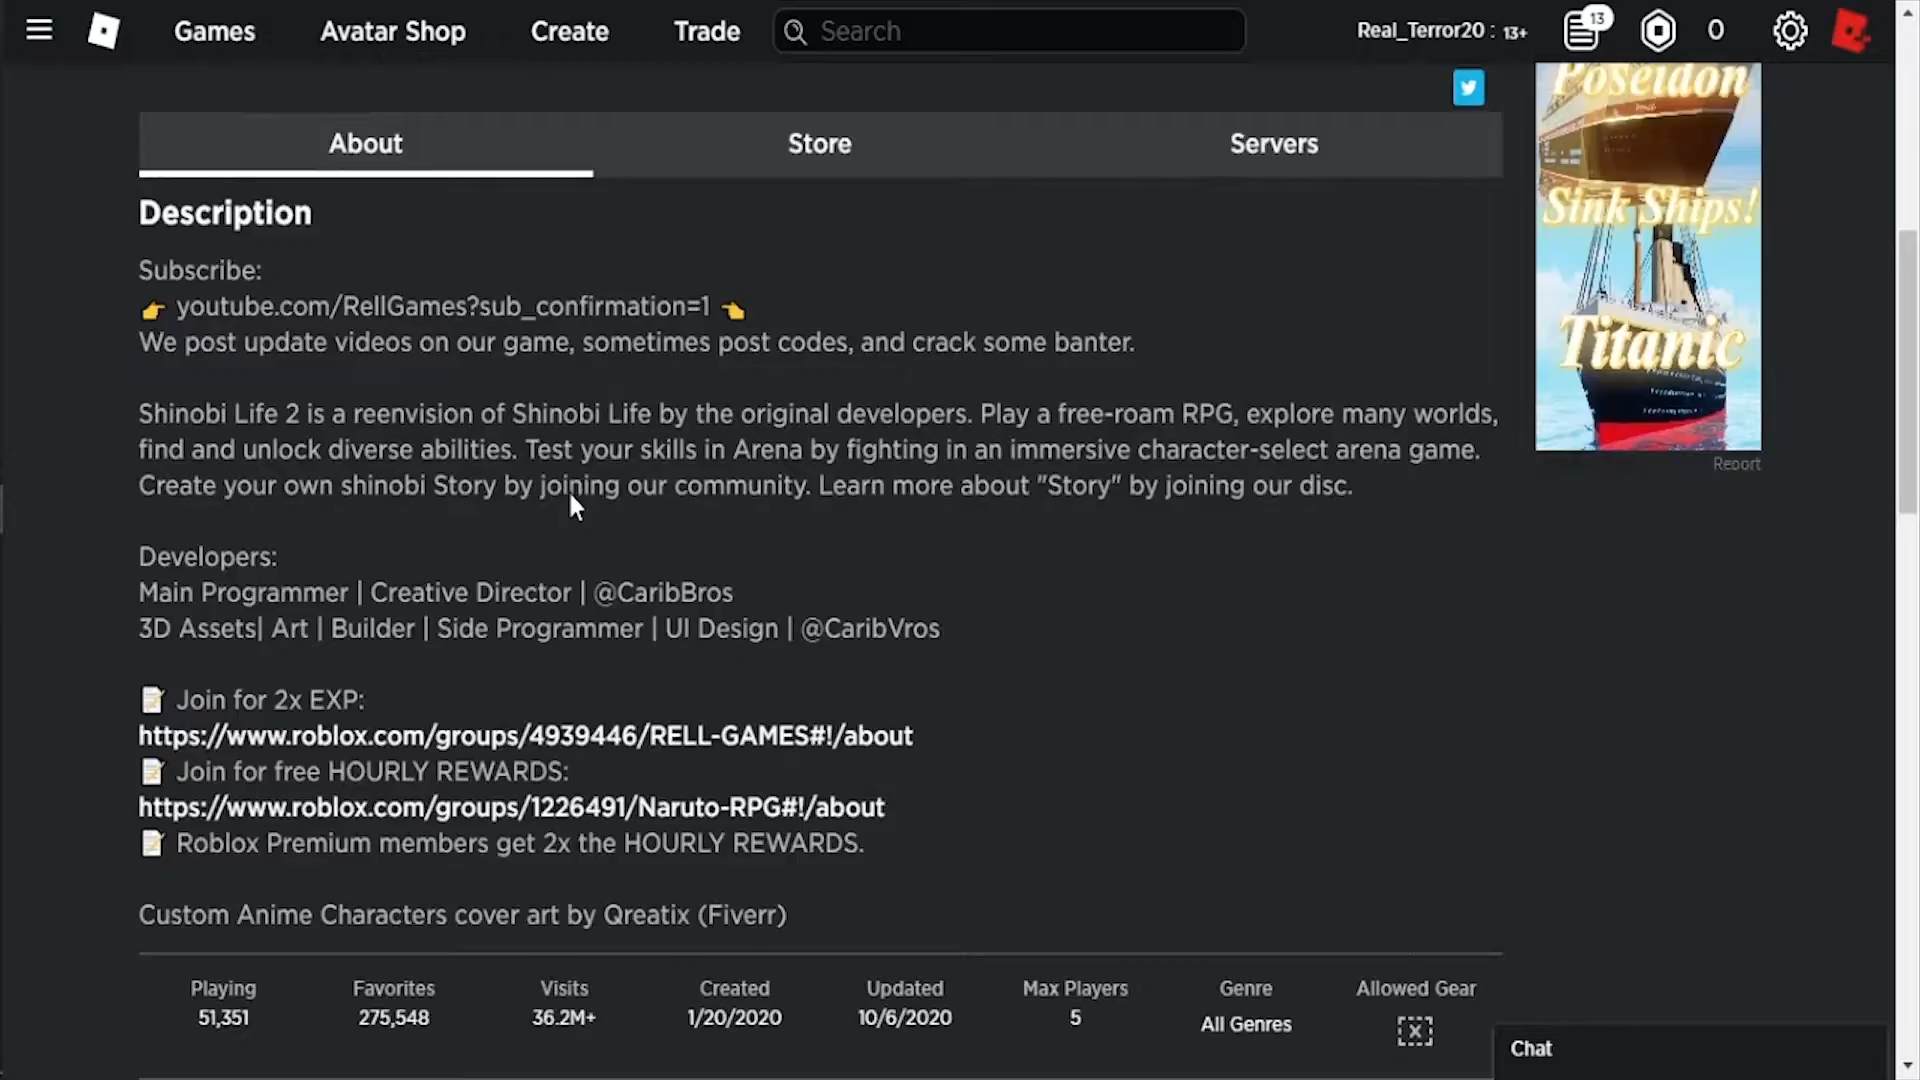 Games Avatar Shop Create Trade Search Real_Terror20 : 13+ 13 0
Poseidon
Sink Ships!
Titanic
Report
About Store Servers
Description
Subscribe:
👉 youtube.com/RellGames?sub_confirmation=1 👈
We post update videos on our game, sometimes post codes, and crack some banter.
Shinobi Life 2 is a reenvision of Shinobi Life by the original developers. Play a free-roam RPG, explore many worlds,
find and unlock diverse abilities. Test your skills in Arena by fighting in an immersive character-select arena game.
Create your own shinobi Story by joining our community. Learn more about "Story" by joining our disc.
Developers:
Main Programmer | Creative Director | @CaribBros
3D Assets| Art | Builder | Side Programmer | UI Design | @CaribVros
📝 Join for 2x EXP:
https://www.roblox.com/groups/4939446/RELL-GAMES#!/about
📝 Join for free HOURLY REWARDS:
https://www.roblox.com/groups/1226491/Naruto-RPG#!/about
📝 Roblox Premium members get 2x the HOURLY REWARDS.
Custom Anime Characters cover art by Qreatix (Fiverr)
Playing Favorites Visits Created Updated Max Players Genre Allowed Gear
51,351 275,548 36.2M+ 1/20/2020 10/6/2020 5 All Genres
Chat